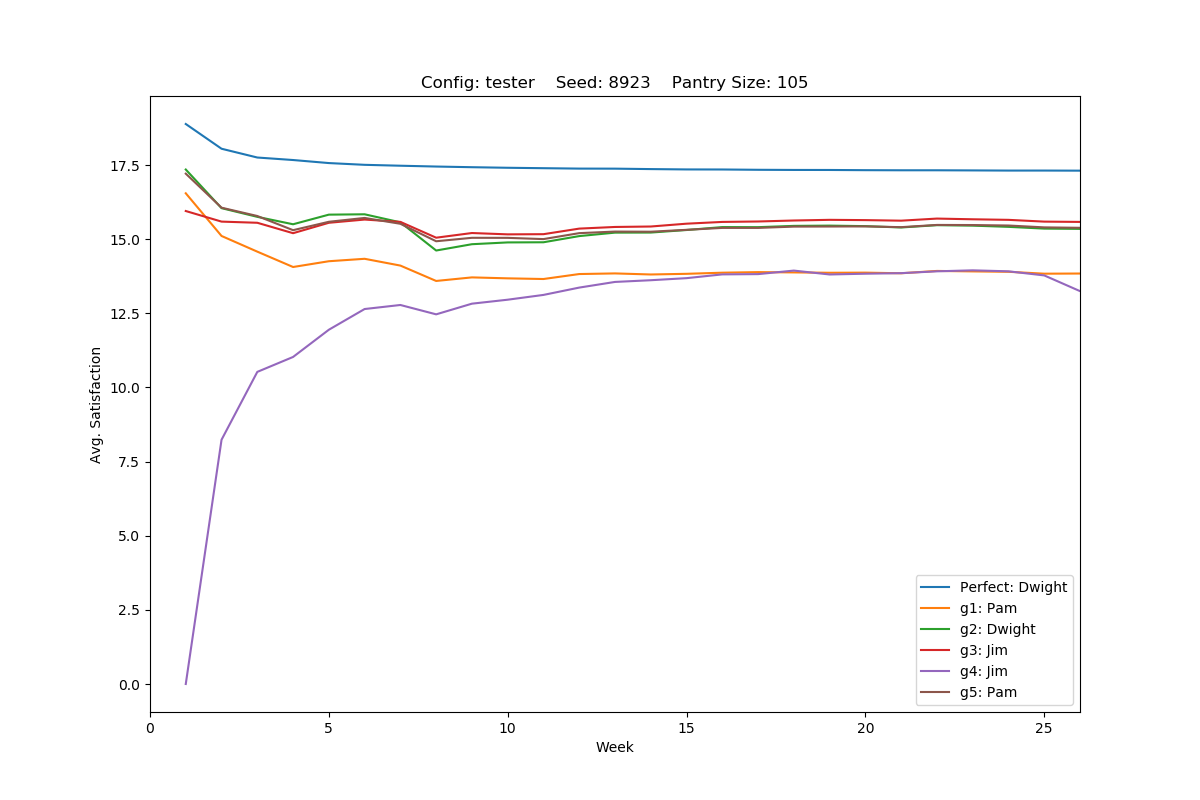 Config: tester    Seed: 8923    Pantry Size: 105
Avg. Satisfaction
17.5
15.0
12.5
10.0
7.5
5.0
2.5
0.0
Perfect: Dwight
g1: Pam
g2: Dwight
g3: Jim
g4: Jim
g5: Pam
0 5 10 15 20 25
Week